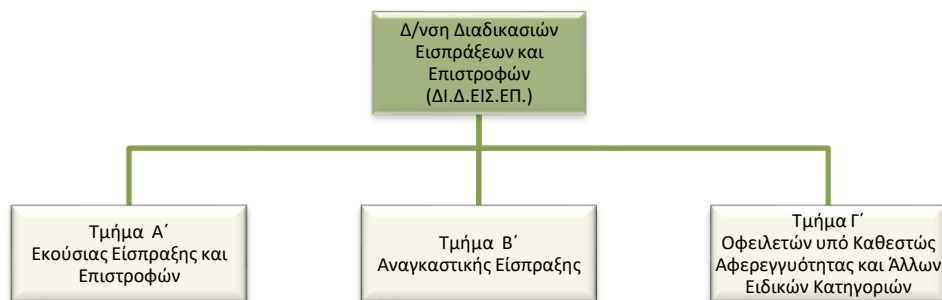 Δ/νση Διαδικασιών
Εισπράξεων και
Επιστροφών
(ΔΙ.Δ.ΕΙΣ.ΕΠ.)
Τμήμα Α΄
Εκούσιας Είσπραξης και
Επιστροφών
Τμήμα Β΄
Αναγκαστικής Είσπραξης
Τμήμα Γ΄
Οφειλετών υπό Καθεστώς
Αφερεγγυότητας και Άλλων
Ειδικών Κατηγοριών